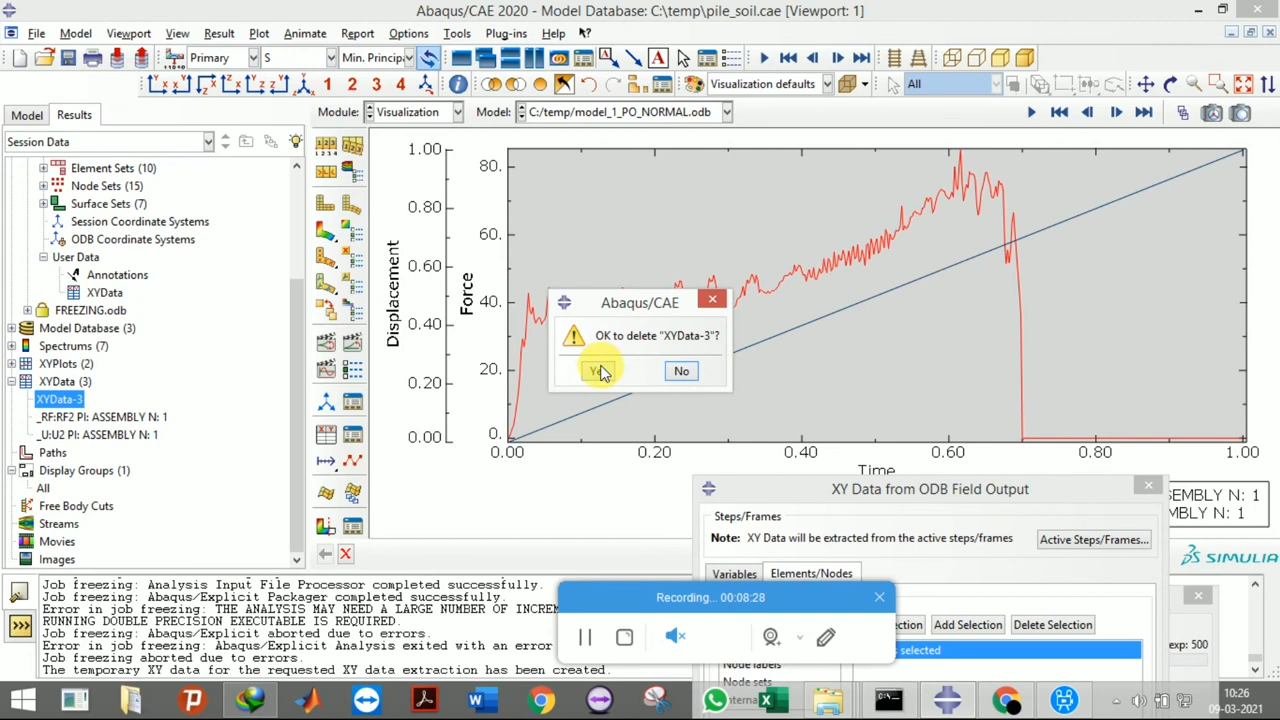 Abaqus/CAE 2020 - Model Database: C:\temp\pile_soil.cae [Viewport: 1]
File Model Viewport View Result Plot Animate Report Options Tools Plug-ins Help
Primary S Min. Princip
1 2 3 4 Visualization defaults All
Model Results Module: Visualization Model: C:/temp/model_1_PO_NORMAL.odb
Session Data
Element Sets (10)
Node Sets (15)
Surface Sets (7)
Session Coordinate Systems
ODB Coordinate Systems
User Data
Annotations
XYData
FREEZING.odb
Model Database (3)
Spectrums (7)
XYPlots (2)
XYData (3)
XYData-3
_RF:RF2 PI: ASSEMBLY N: 1
_U:U2 PI: ASSEMBLY N: 1
Paths
Display Groups (1)
All
Free Body Cuts
Streams
Movies
Images
1.00
0.80
0.60
0.40
0.20
0.00
Displacement
Force
80.
60.
40.
20.
0.
0.00 0.20 0.40 0.60 0.80 1.00
Time
Abaqus/CAE
OK to delete "XYData-3"?
No
SEMBLY N: 1
MBLY N: 1
SIMULIA
XY Data from ODB Field Output
Steps/Frames
Note: XY Data will be extracted from the active steps/frames
Active Steps/Frames...
Variables Elements/Nodes
Add Selection Delete Selection
selected
Node labels
Node sets
exp: 500
Recording... 00:08:28
Job freezing: Analysis Input File Processor completed successfully.
Job freezing: Abaqus/Explicit Packager completed successfully.
Error in job freezing: THE ANALYSIS MAY NEED A LARGE NUMBER OF INCREM
RUNNING DOUBLE PRECISION EXECUTABLE IS REQUIRED.
Job freezing: Abaqus/Explicit aborted due to errors.
Error in job freezing: Abaqus/Explicit Analysis exited with an error
Job freezing aborted due to errors.
The temporary XY data for the requested XY data extraction has been created.
10:26
09-03-2021